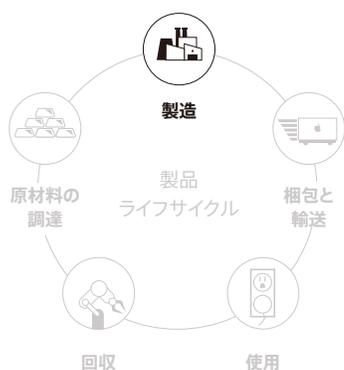 製造
原材料の
調達
製品
ライフサイクル
梱包と
輸送
回収
使用